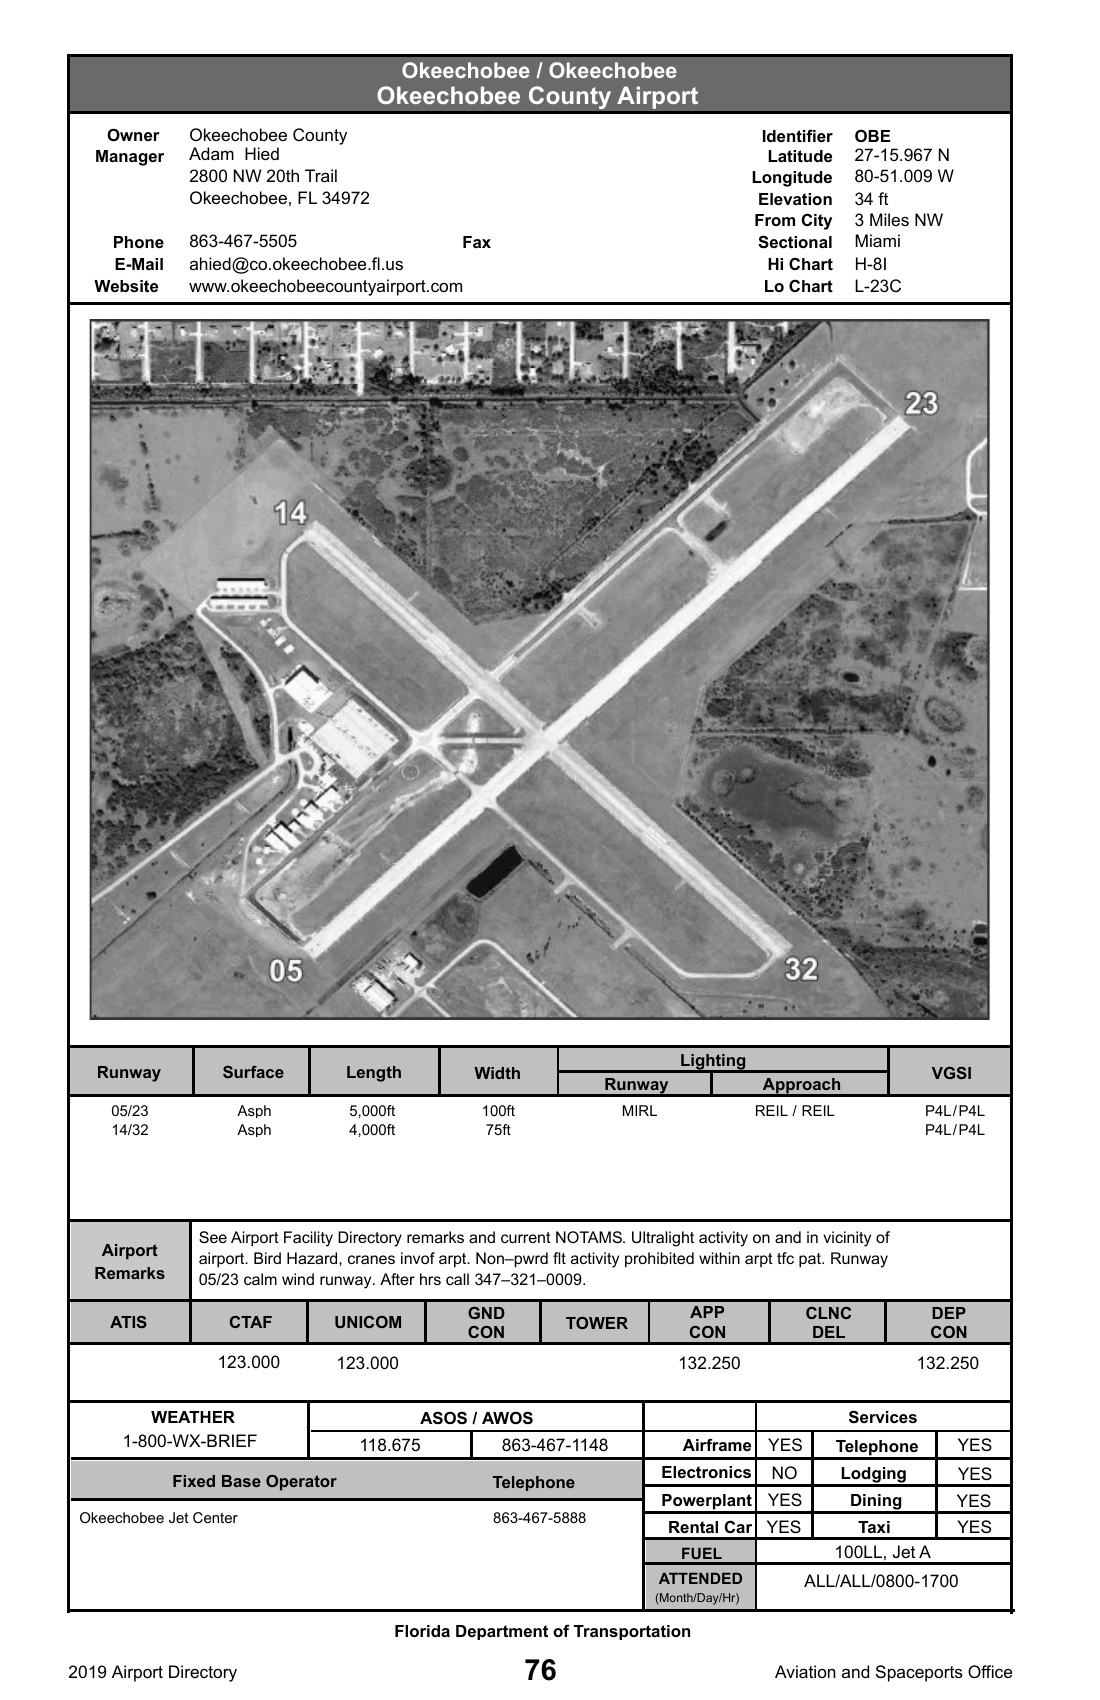 Okeechobee / Okeechobee
Okeechobee County Airport
Owner Okeechobee County
Manager Adam Hied
2800 NW 20th Trail
Okeechobee, FL 34972
Phone 863-467-5505 Fax
E-Mail ahied@co.okeechobee.fl.us
Website www.okeechobeecountyairport.com
Identifier OBE
Latitude 27-15.967 N
Longitude 80-51.009 W
Elevation 34 ft
From City 3 Miles NW
Sectional Miami
Hi Chart H-8I
Lo Chart L-23C
23
14
05
32
Runway Surface Length Width Lighting VGSI
Runway Approach
05/23 Asph 5,000ft 100ft MIRL REIL / REIL P4L/P4L
14/32 Asph 4,000ft 75ft P4L/P4L
Airport Remarks
See Airport Facility Directory remarks and current NOTAMS. Ultralight activity on and in vicinity of
airport. Bird Hazard, cranes invof arpt. Non–pwrd flt activity prohibited within arpt tfc pat. Runway
05/23 calm wind runway. After hrs call 347–321–0009.
ATIS CTAF UNICOM GND CON TOWER APP CON CLNC DEL DEP CON
123.000 123.000 132.250 132.250
WEATHER
1-800-WX-BRIEF
ASOS / AWOS
118.675 863-467-1148
Fixed Base Operator Telephone
Okeechobee Jet Center 863-467-5888
Services
Airframe YES Telephone YES
Electronics NO Lodging YES
Powerplant YES Dining YES
Rental Car YES Taxi YES
FUEL 100LL, Jet A
ATTENDED ALL/ALL/0800-1700
(Month/Day/Hr)
Florida Department of Transportation
2019 Airport Directory 76 Aviation and Spaceports Office